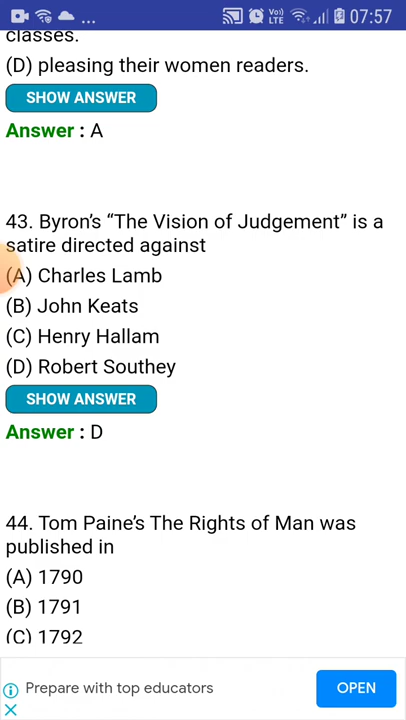 ... 07:57
classes.
(D) pleasing their women readers.
SHOW ANSWER
Answer : A
43. Byron's “The Vision of Judgement” is a
satire directed against
(A) Charles Lamb
(B) John Keats
(C) Henry Hallam
(D) Robert Southey
SHOW ANSWER
Answer : D
44. Tom Paine's The Rights of Man was
published in
(A) 1790
(B) 1791
(C) 1792
Prepare with top educators
OPEN